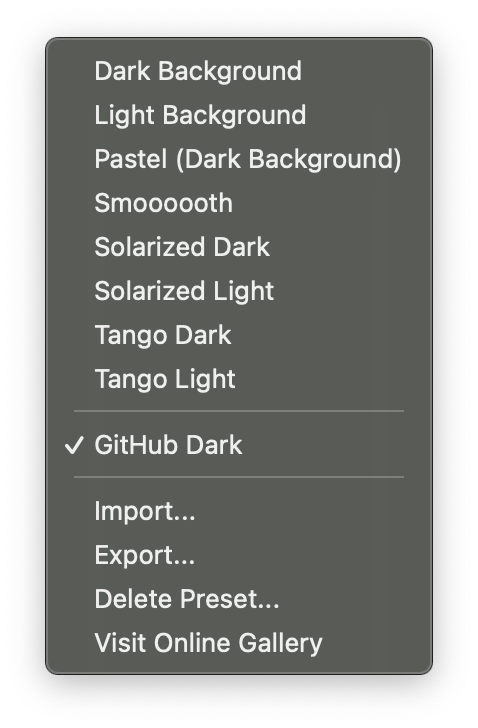 Dark Background
Light Background
Pastel (Dark Background)
Smoooooth
Solarized Dark
Solarized Light
Tango Dark
Tango Light
GitHub Dark
Import...
Export...
Delete Preset...
Visit Online Gallery